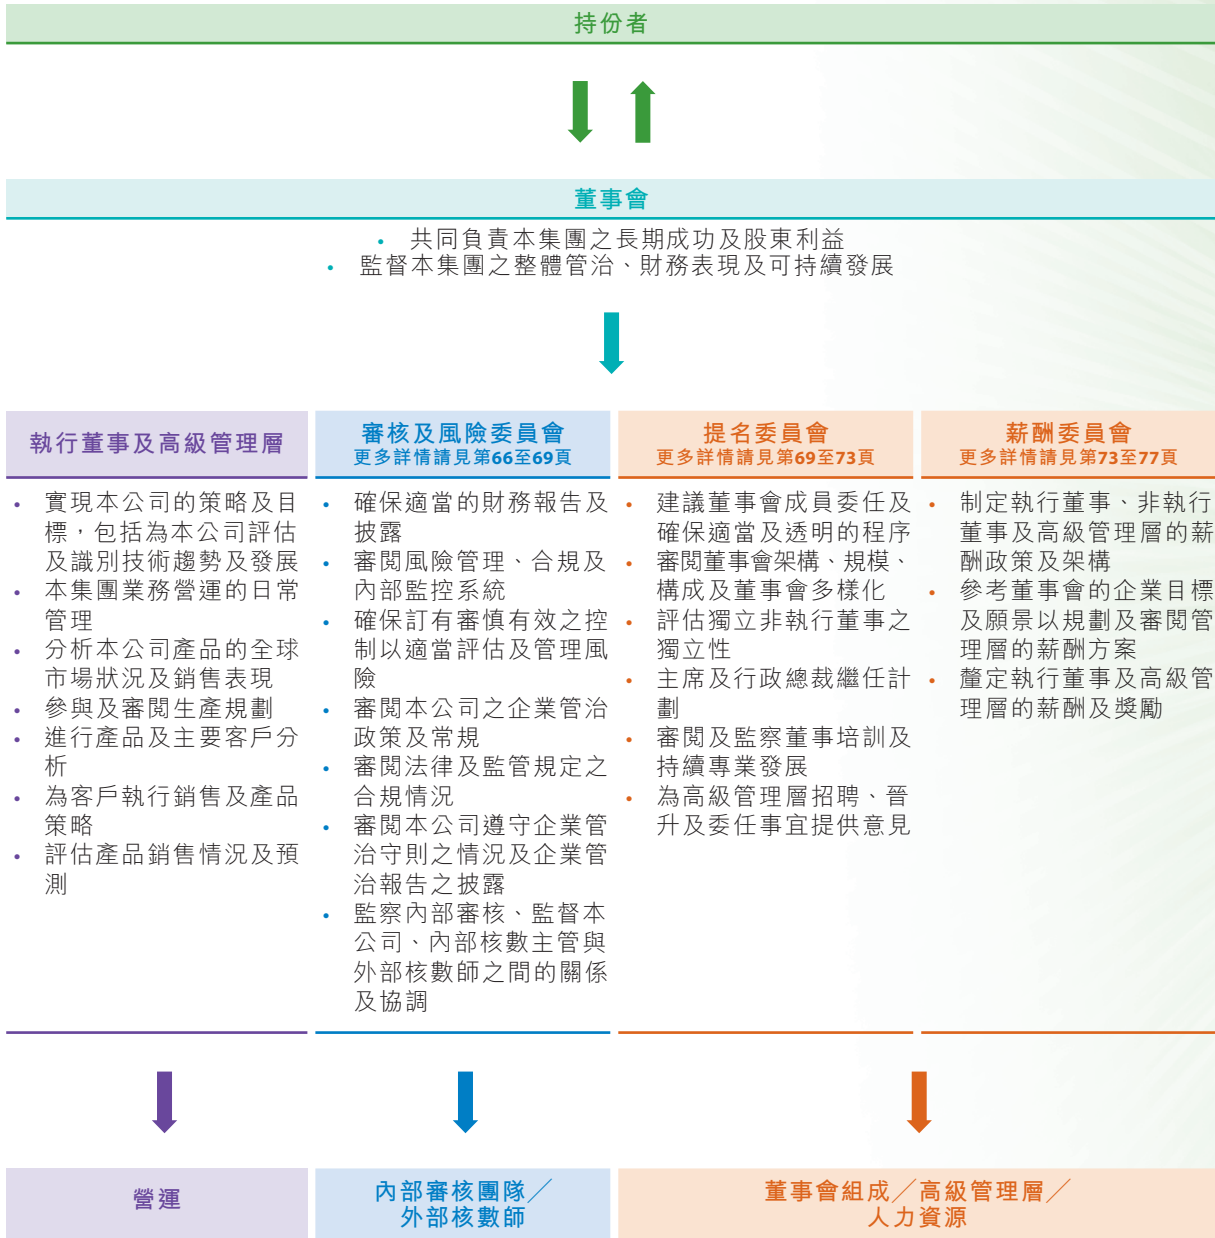 持份者
董事會
• 共同負責本集團之長期成功及股東利益
• 監督本集團之整體管治、財務表現及可持續發展
執行董事及高級管理層
• 實現本公司的策略及目
標，包括為本公司評估
及識別技術趨勢及發展
• 本集團業務營運的日常
管理
• 分析本公司產品的全球
市場狀況及銷售表現
• 參與及審閱生產規劃
• 進行產品及主要客戶分
析
• 為客戶執行銷售及產品
策略
• 評估產品銷售情況及預
測
審核及風險委員會
更多詳情請見第66至69頁
• 確保適當的財務報告及
披露
• 審閱風險管理、合規及
內部監控系統
• 確保訂有審慎有效之控
制以適當評估及管理風
險
• 審閱本公司之企業管治
政策及常規
• 審閱法律及監管規定之
合規情況
• 審閱本公司遵守企業管
治守則之情況及企業管
治報告之披露
• 監察內部審核、監督本
公司、內部核數主管與
外部核數師之間的關係
及協調
提名委員會
更多詳情請見第69至73頁
• 建議董事會成員委任及
確保適當及透明的程序
• 審閱董事會架構、規模、
構成及董事會多樣化
• 評估獨立非執行董事之
獨立性
• 主席及行政總裁繼任計
劃
• 審閱及監察董事培訓及
持續專業發展
• 為高級管理層招聘、晉
升及委任事宜提供意見
薪酬委員會
更多詳情請見第73至77頁
• 制定執行董事、非執行
董事及高級管理層的薪
酬政策及架構
• 參考董事會的企業目標
及願景以規劃及審閱管
理層的薪酬方案
• 釐定執行董事及高級管
理層的薪酬及獎勵
營運
內部審核團隊／
外部核數師
董事會組成／高級管理層／
人力資源